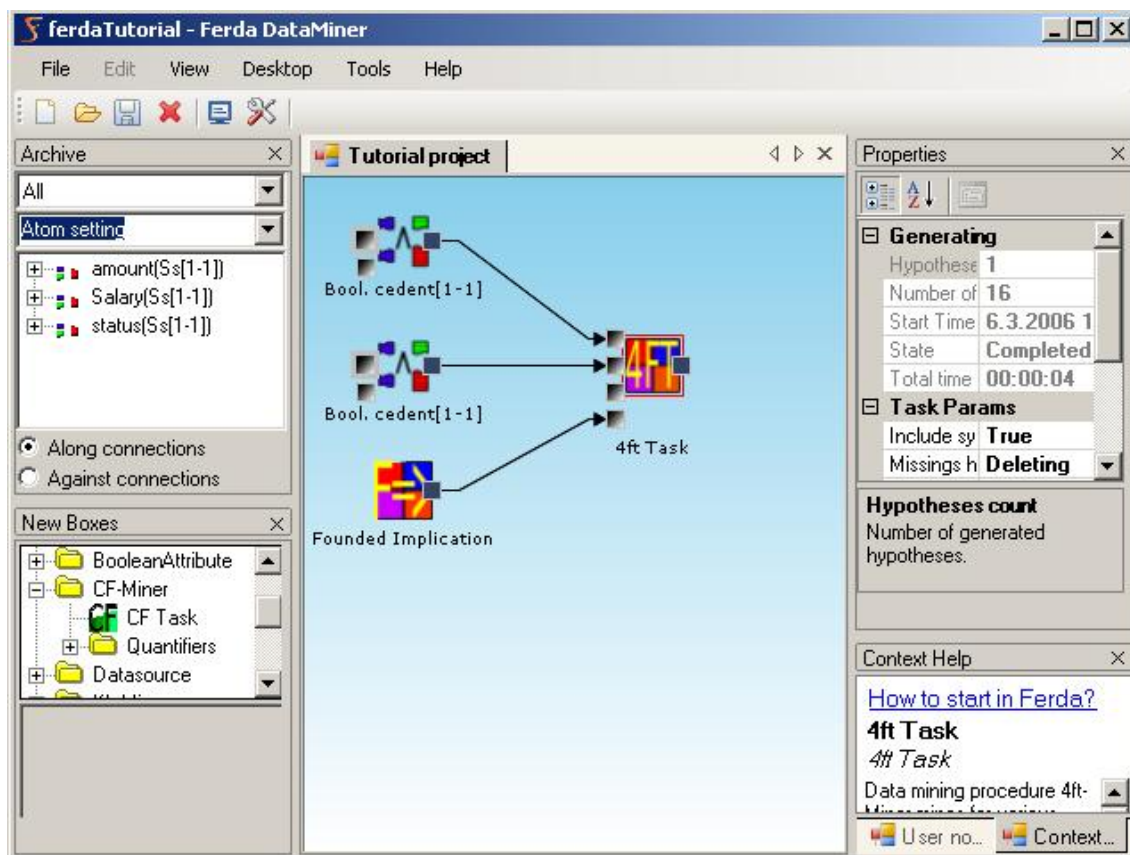 ferdaTutorial - Ferda DataMiner
File Edit View Desktop Tools Help
Archive
All
Atom setting
amount(Ss[1-1])
Salary(Ss[1-1])
status(Ss[1-1])
Along connections
Against connections
New Boxes
BooleanAttribute
CF-Miner
CF Task
Quantifiers
Datasource
Tutorial project
Bool. cedent[1-1]
Bool. cedent[1-1]
Founded Implication
4FT
4ft Task
Properties
Generating
Hypothese 1
Number of 16
Start Time 6.3.2006 1
State Completed
Total time 00:00:04
Task Params
Include sy True
Missings h Deleting
Hypotheses count
Number of generated
hypotheses.
Context Help
How to start in Ferda?
4ft Task
4ft Task
Data mining procedure 4ft-
User no... Context...